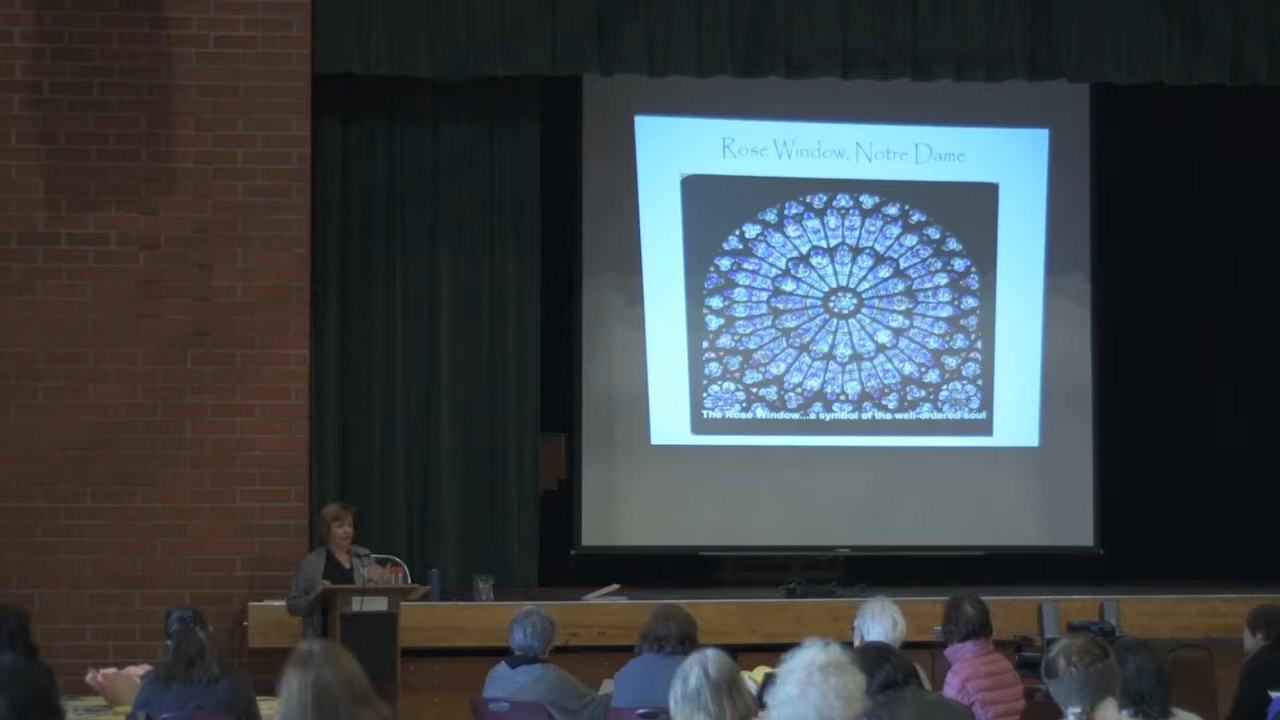 Rose Window, Notre Dame
The Rose Window...a symbol of the well-ordered soul